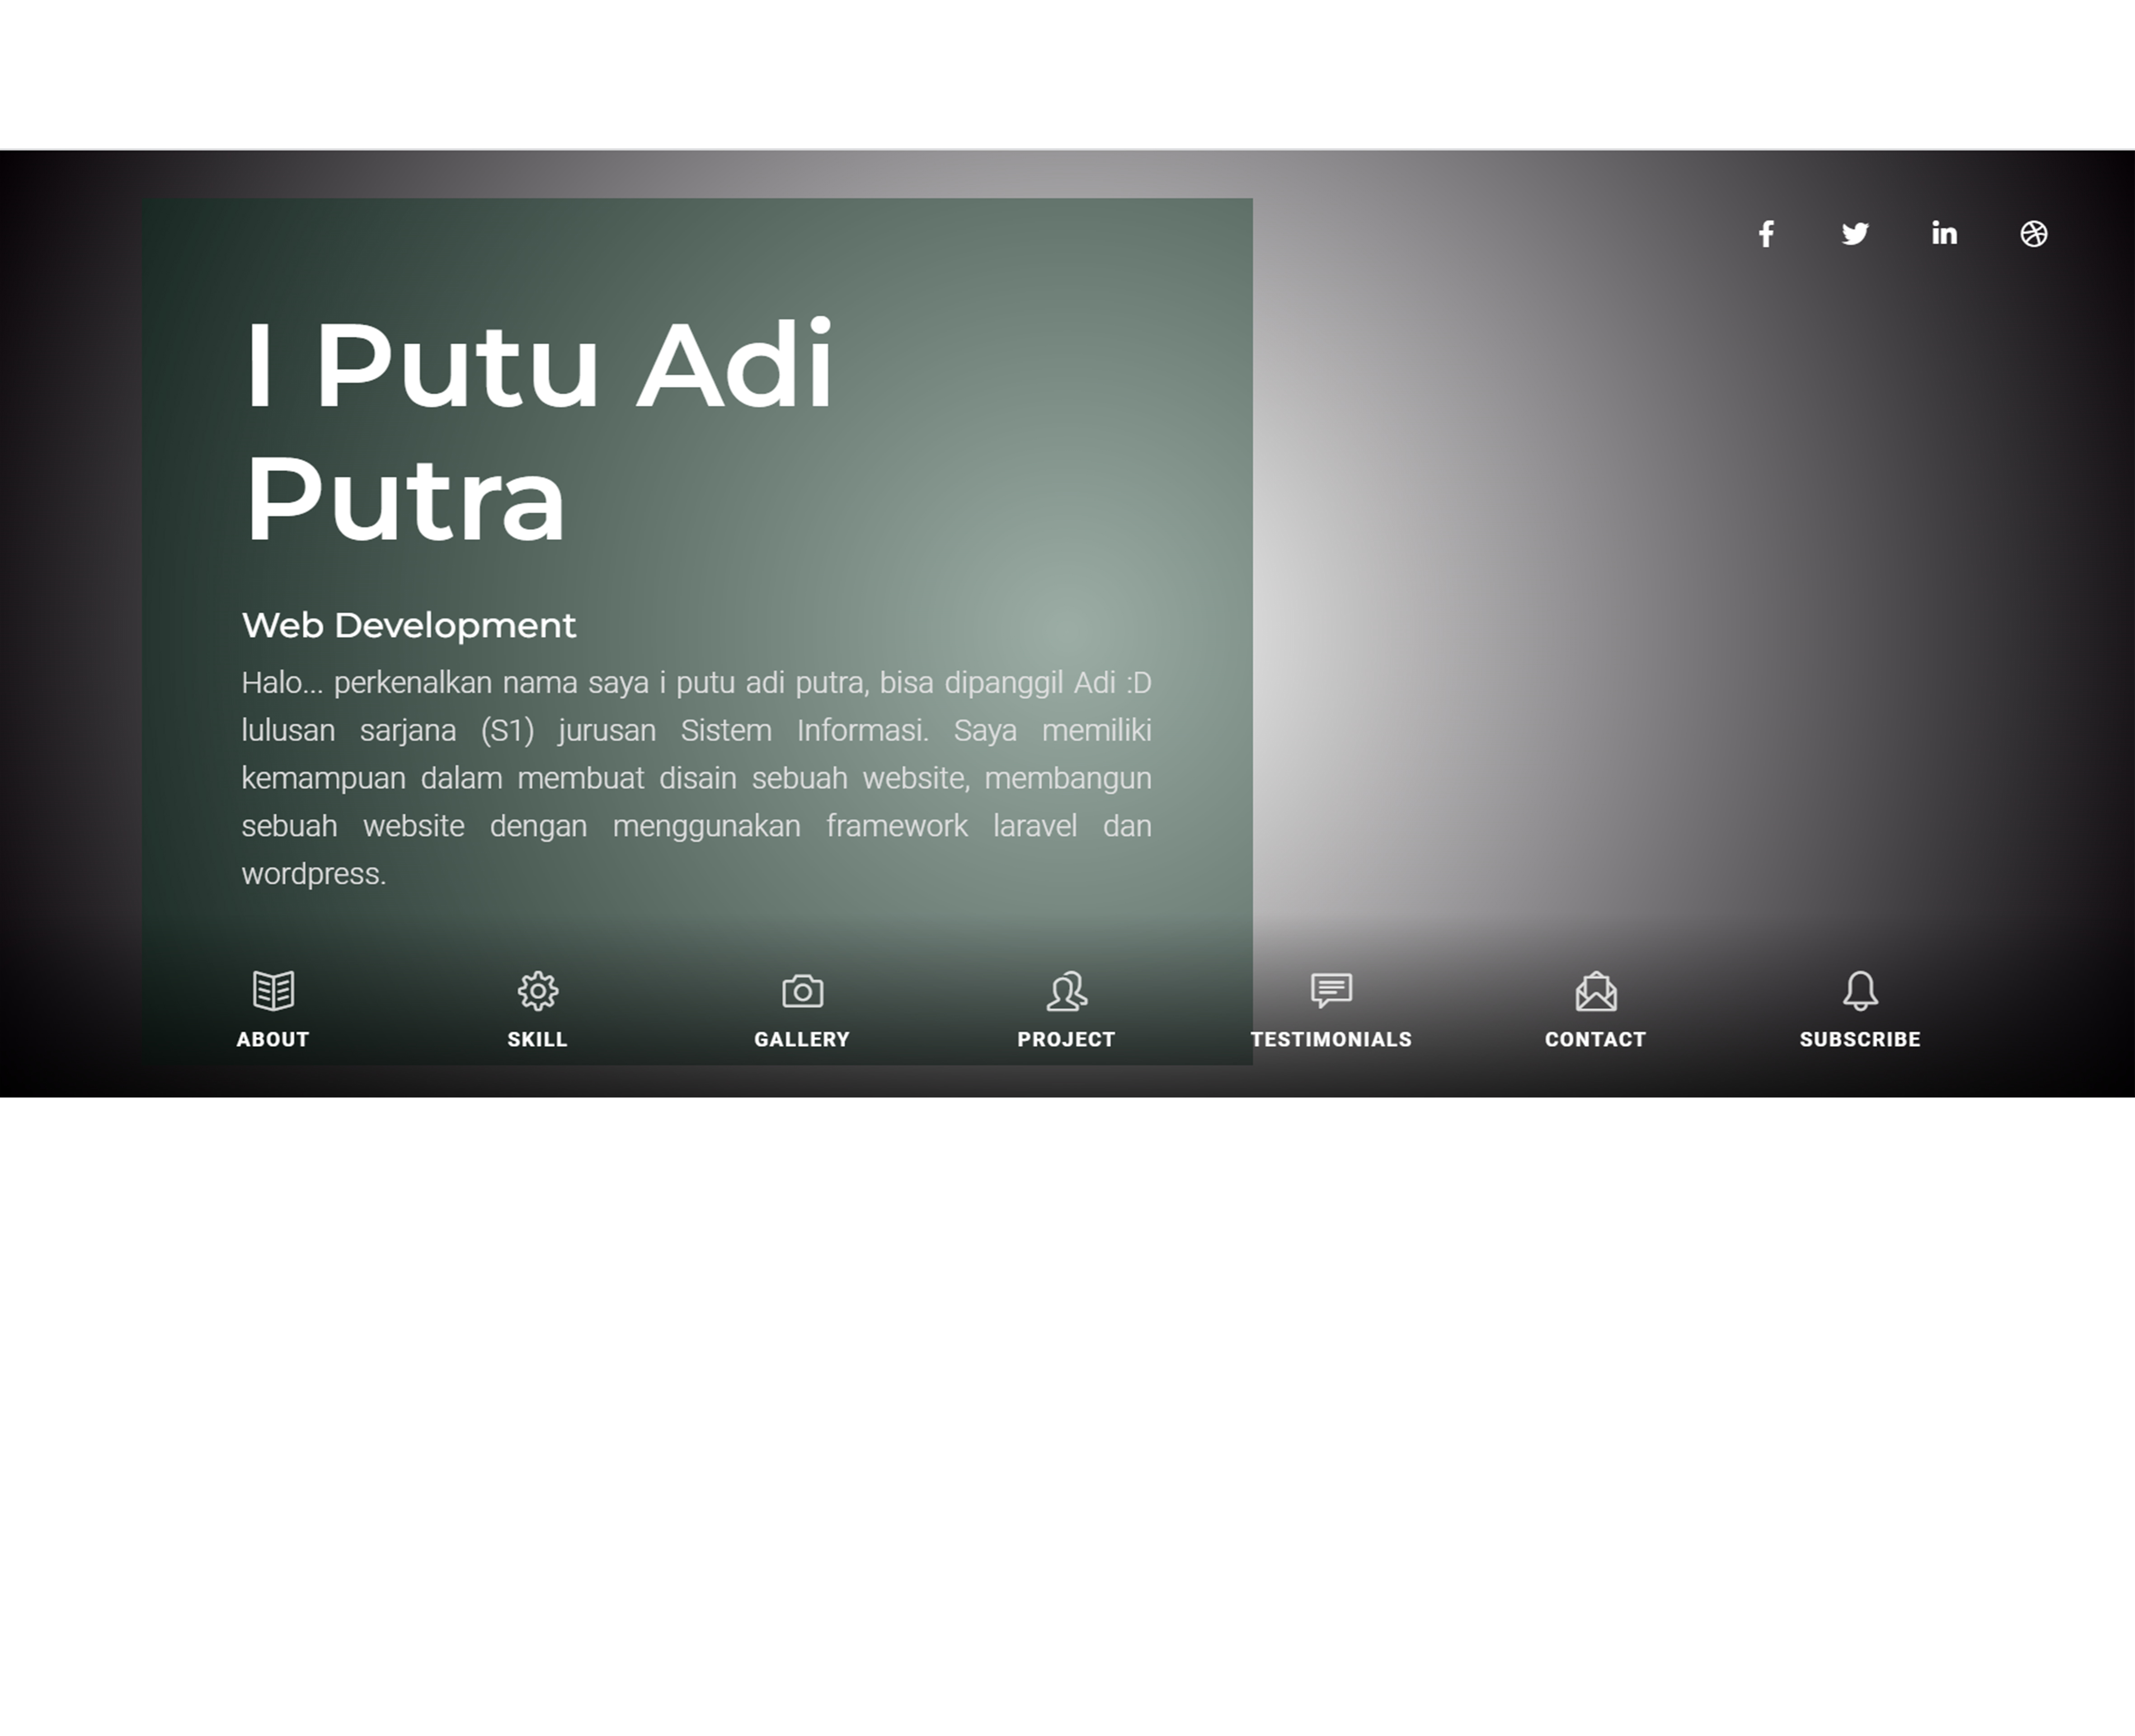 I Putu Adi
Putra
Web Development
Halo... perkenalkan nama saya i putu adi putra, bisa dipanggil Adi :D
lulusan sarjana (S1) jurusan Sistem Informasi. Saya memiliki
kemampuan dalam membuat disain sebuah website, membangun
sebuah website dengan menggunakan framework laravel dan
wordpress.
ABOUT SKILL GALLERY PROJECT TESTIMONIALS CONTACT SUBSCRIBE